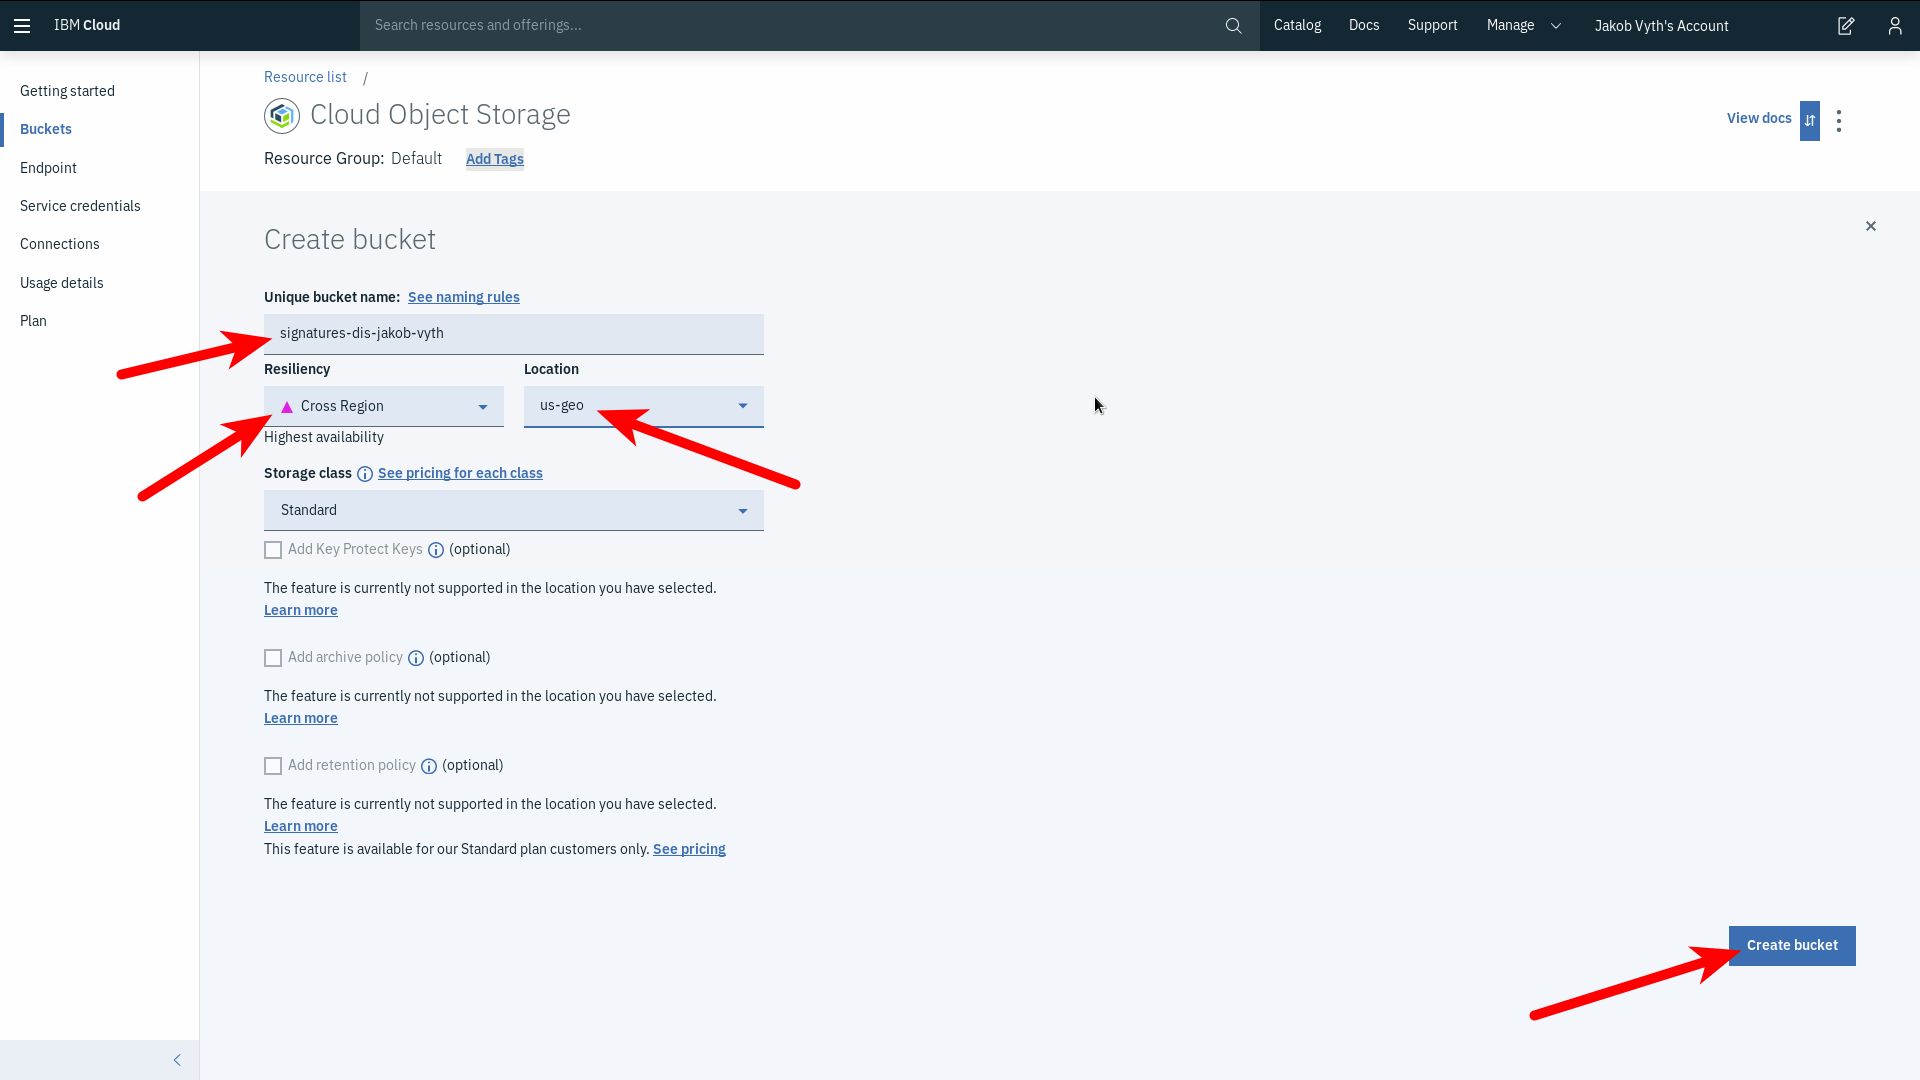 IBM Cloud
Search resources and offerings...
Catalog
Docs
Support
Manage
Jakob Vyth's Account
Getting started
Buckets
Endpoint
Service credentials
Connections
Usage details
Plan
Resource list /
Cloud Object Storage
Resource Group: Default Add Tags
View docs
Create bucket
Unique bucket name: See naming rules
signatures-dis-jakob-vyth
Resiliency
Location
Cross Region
us-geo
Highest availability
Storage class See pricing for each class
Standard
Add Key Protect Keys (optional)
The feature is currently not supported in the location you have selected.
Learn more
Add archive policy (optional)
The feature is currently not supported in the location you have selected.
Learn more
Add retention policy (optional)
The feature is currently not supported in the location you have selected.
Learn more
This feature is available for our Standard plan customers only. See pricing
Create bucket